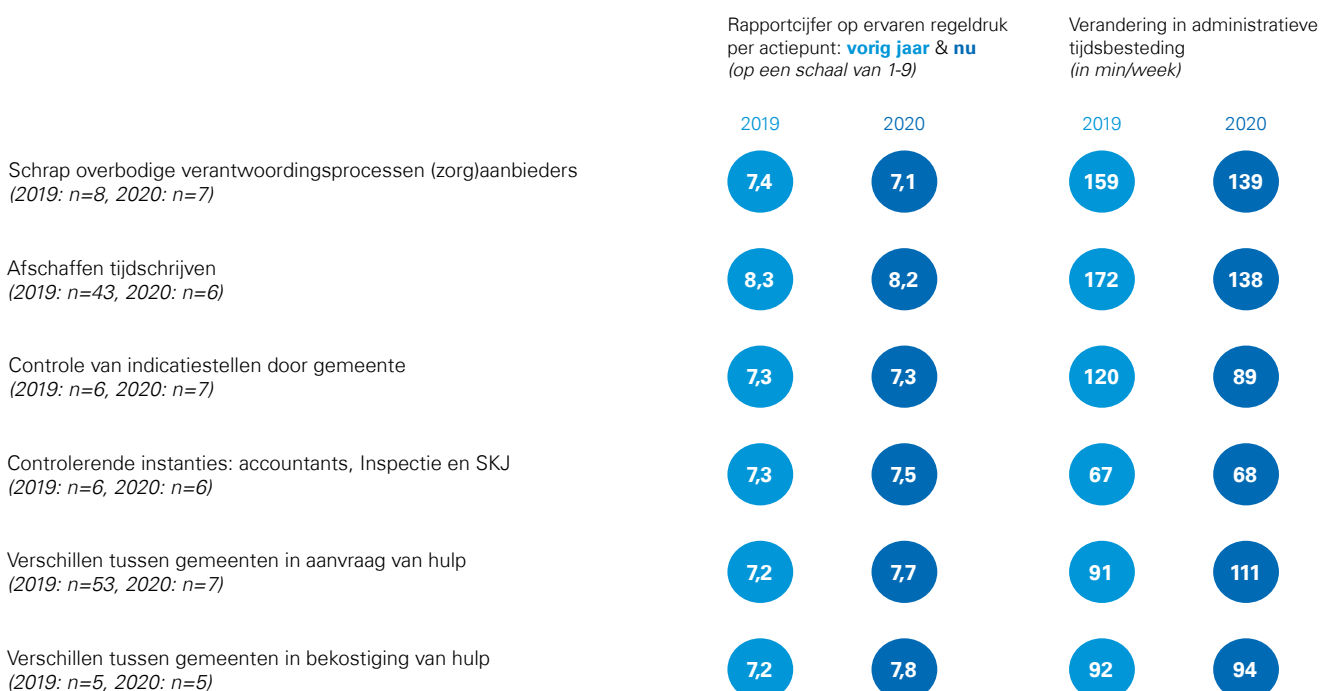 Rapportcijfer op ervaren regeldruk
per actiepunt: vorig jaar & nu
(op een schaal van 1-9)
Verandering in administratieve
tijdsbesteding
(in min/week)
2019 2020 2019 2020
Schrap overbodige verantwoordingsprocessen (zorg)aanbieders
(2019: n=8, 2020: n=7)
7,4 7,1 159 139
Afschaffen tijdschrijven
(2019: n=43, 2020: n=6)
8,3 8,2 172 138
Controle van indicatiestellen door gemeente
(2019: n=6, 2020: n=7)
7,3 7,3 120 89
Controlerende instanties: accountants, Inspectie en SKJ
(2019: n=6, 2020: n=6)
7,3 7,5 67 68
Verschillen tussen gemeenten in aanvraag van hulp
(2019: n=53, 2020: n=7)
7,2 7,7 91 111
Verschillen tussen gemeenten in bekostiging van hulp
(2019: n=5, 2020: n=5)
7,2 7,8 92 94